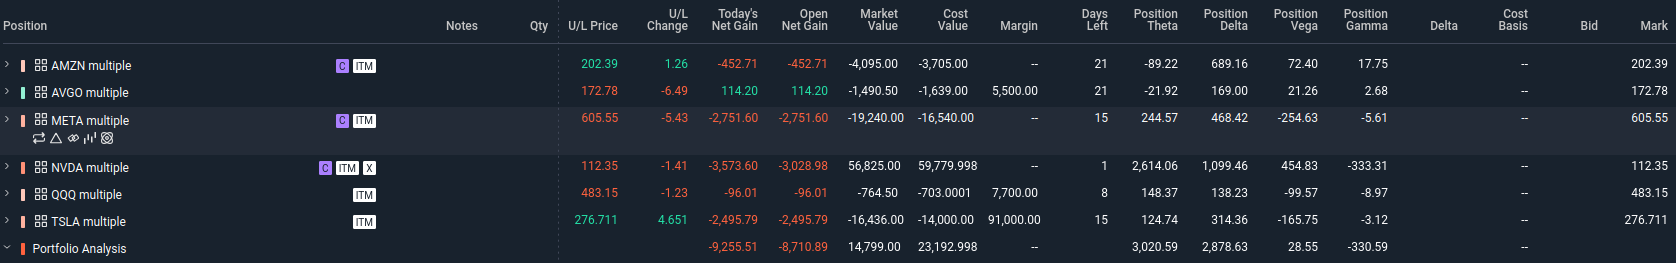 Position Notes Qty U/L Price U/L Change Today's Net Gain Open Net Gain Market Value Cost Value Margin Days Left Position Theta Position Delta Position Vega Position Gamma Delta Cost Basis Bid Mark
AMZN multiple C ITM 202.39 1.26 -452.71 -452.71 -4,095.00 -3,705.00 -- 21 -89.22 689.16 72.40 17.75 -- 202.39
AVGO multiple 172.78 -6.49 114.20 114.20 -1,490.50 -1,639.00 5,500.00 21 -21.92 169.00 21.26 2.68 -- 172.78
META multiple C ITM 605.55 -5.43 -2,751.60 -2,751.60 -19,240.00 -16,540.00 -- 15 244.57 468.42 -254.63 -5.61 -- 605.55
NVDA multiple C ITM X 112.35 -1.41 -3,573.60 -3,028.98 56,825.00 59,779.998 -- 1 2,614.06 1,099.46 454.83 -333.31 -- 112.35
QQQ multiple ITM 483.15 -1.23 -96.01 -96.01 -764.50 -703.0001 7,700.00 8 148.37 138.23 -99.57 -8.97 -- 483.15
TSLA multiple ITM 276.711 4.651 -2,495.79 -2,495.79 -16,436.00 -14,000.00 91,000.00 15 124.74 314.36 -165.75 -3.12 -- 276.711
Portfolio Analysis -9,255.51 -8,710.89 14,799.00 23,192.998 -- 3,020.59 2,878.63 28.55 -330.59 --